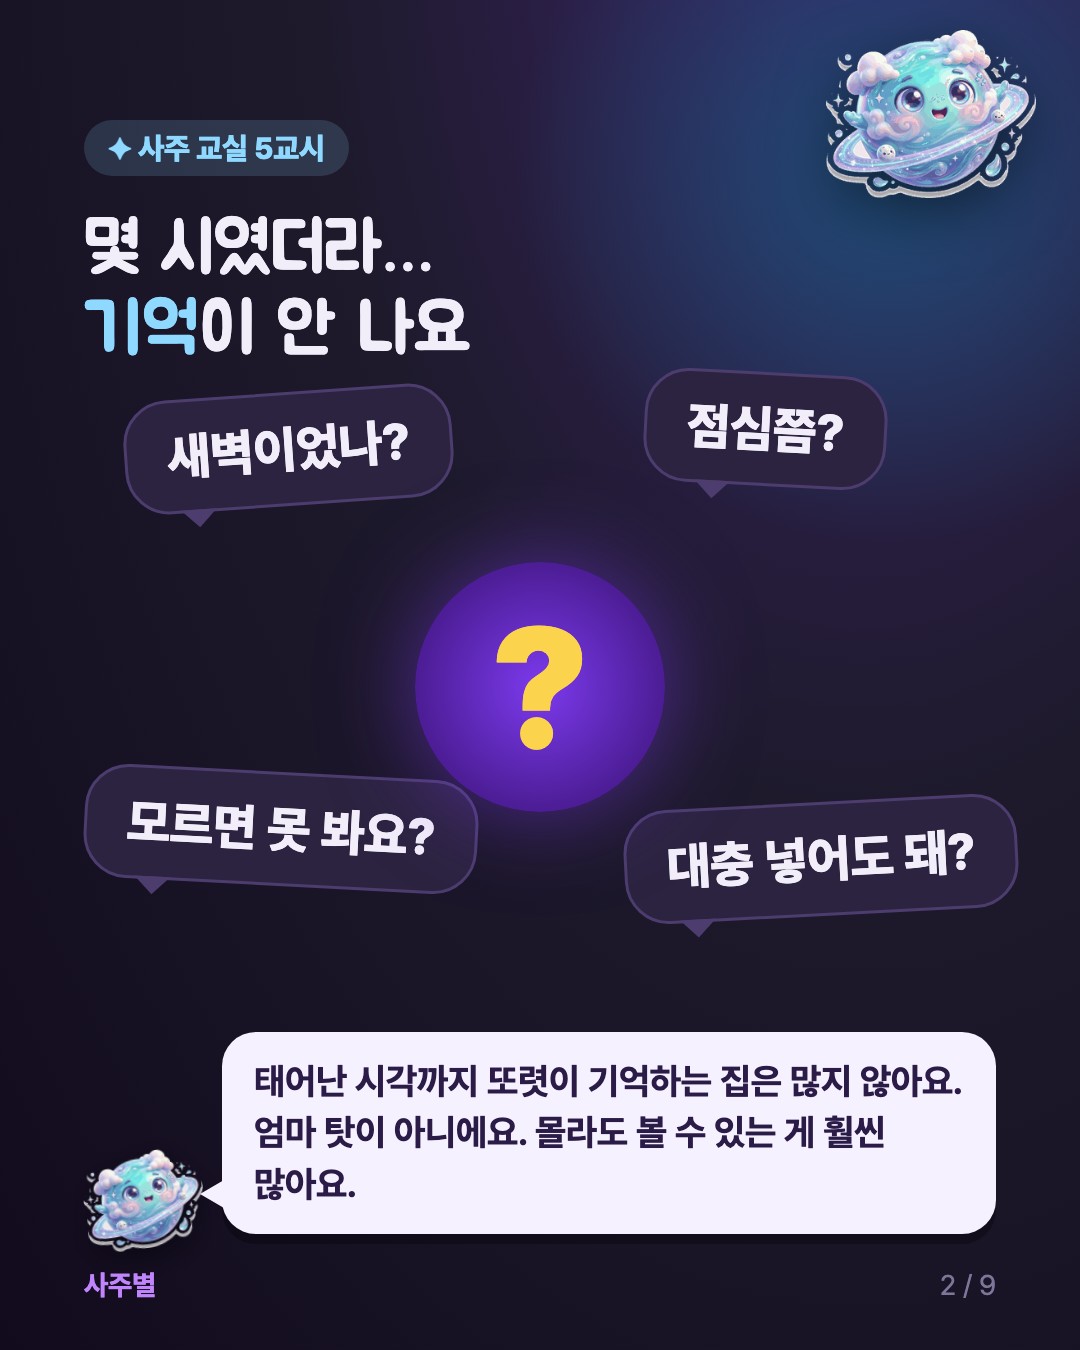 ✦ 사주 교실 5교시
몇 시였더라...
기억이 안 나요
새벽이었나?
점심쯤?
?
모르면 못 봐요?
대충 넣어도 돼?
태어난 시각까지 또렷이 기억하는 집은 많지 않아요.
엄마 탓이 아니에요. 몰라도 볼 수 있는 게 훨씬
많아요.
사주별
2 / 9